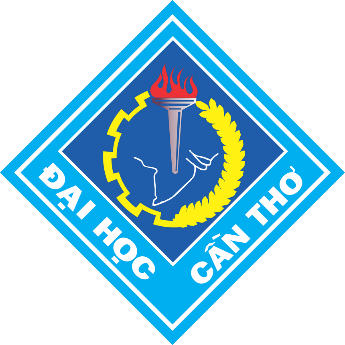 ĐẠI HỌC
CẦN THƠ